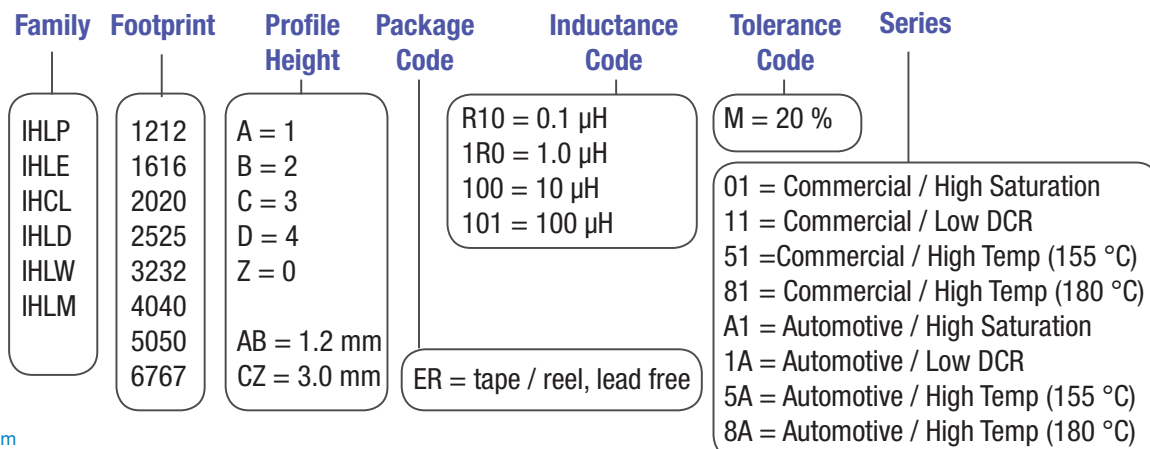 Family Footprint Profile Height Package Code Inductance Code Tolerance Code Series
IHLP
IHLE
IHCL
IHLD
IHLW
IHLM
1212
1616
2020
2525
3232
4040
5050
6767
A = 1
B = 2
C = 3
D = 4
Z = 0
AB = 1.2 mm
CZ = 3.0 mm
ER = tape / reel, lead free
R10 = 0.1 µH
1R0 = 1.0 µH
100 = 10 µH
101 = 100 µH
M = 20 %
01 = Commercial / High Saturation
11 = Commercial / Low DCR
51 =Commercial / High Temp (155 °C)
81 = Commercial / High Temp (180 °C)
A1 = Automotive / High Saturation
1A = Automotive / Low DCR
5A = Automotive / High Temp (155 °C)
8A = Automotive / High Temp (180 °C)
m